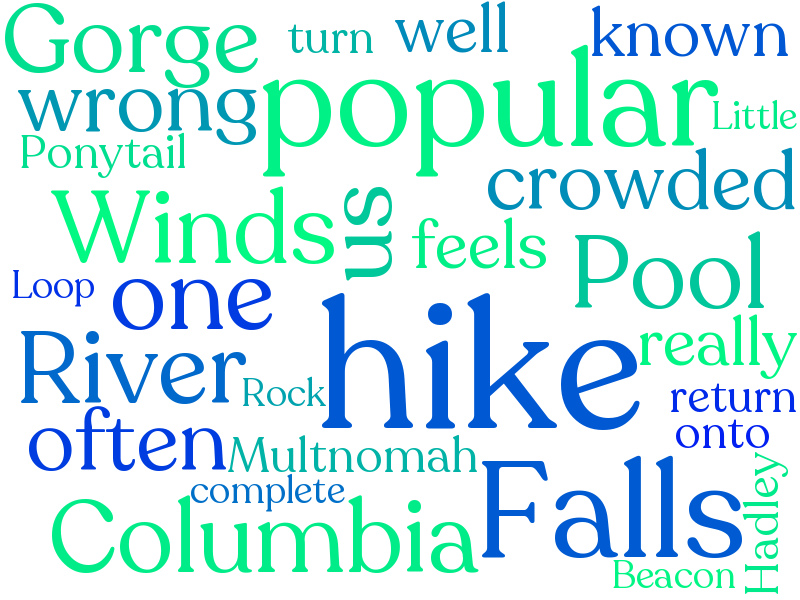 Gorge
turn
well
known
wrong
popular
Little
Ponytail
crowded
Winds
us
feels
Pool
Loop
one
hike
River
really
Rock
return
often
onto
Multnomah
complete
Falls
Hadley
Columbia
Beacon